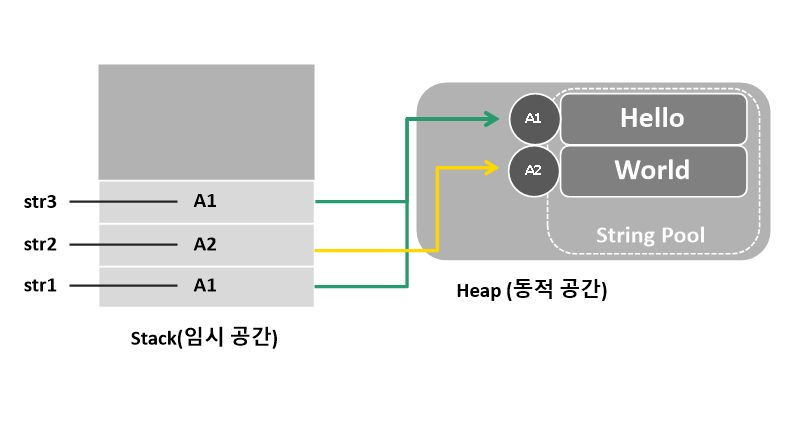 str3 A1
str2 A2
str1 A1
Stack(임시 공간)
A1 Hello
A2 World
String Pool
Heap (동적 공간)